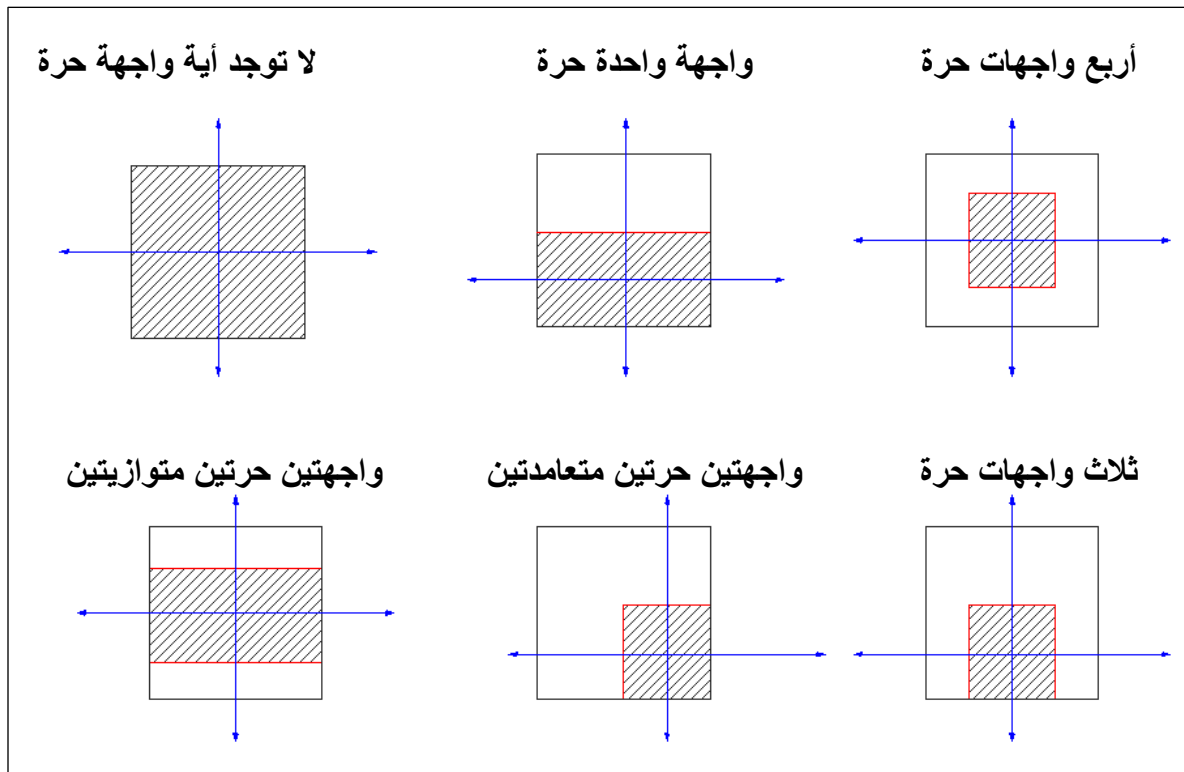 أربع واجهات حرة
واجهة واحدة حرة
لا توجد أية واجهة حرة
ثلاث واجهات حرة
واجهتين حرتين متعامدتين
واجهتين حرتين متوازيتين